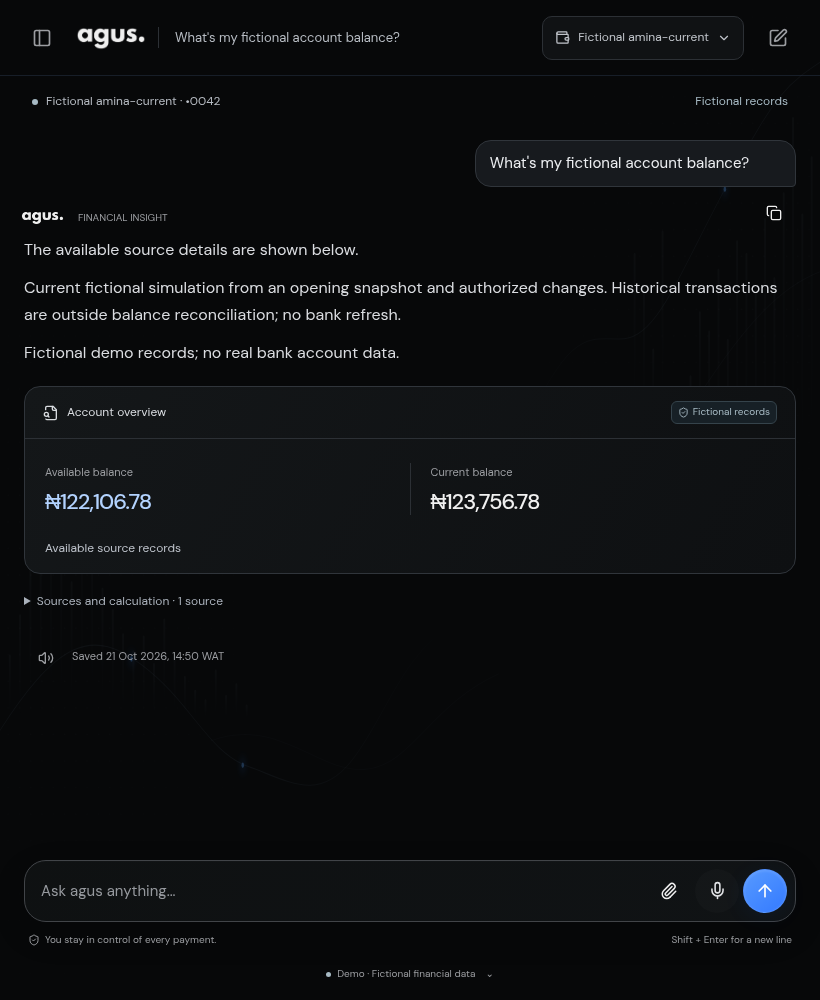 agus.
What's my fictional account balance?
Fictional amina-current
Fictional amina-current · •0042
Fictional records
What's my fictional account balance?
agus.
FINANCIAL INSIGHT
The available source details are shown below.
Current fictional simulation from an opening snapshot and authorized changes. Historical transactions
are outside balance reconciliation; no bank refresh.
Fictional demo records; no real bank account data.
Account overview
Fictional records
Available balance
Current balance
₦122,106.78
₦123,756.78
Available source records
Sources and calculation · 1 source
Saved 21 Oct 2026, 14:50 WAT
Ask agus anything...
You stay in control of every payment.
Shift + Enter for a new line
Demo · Fictional financial data